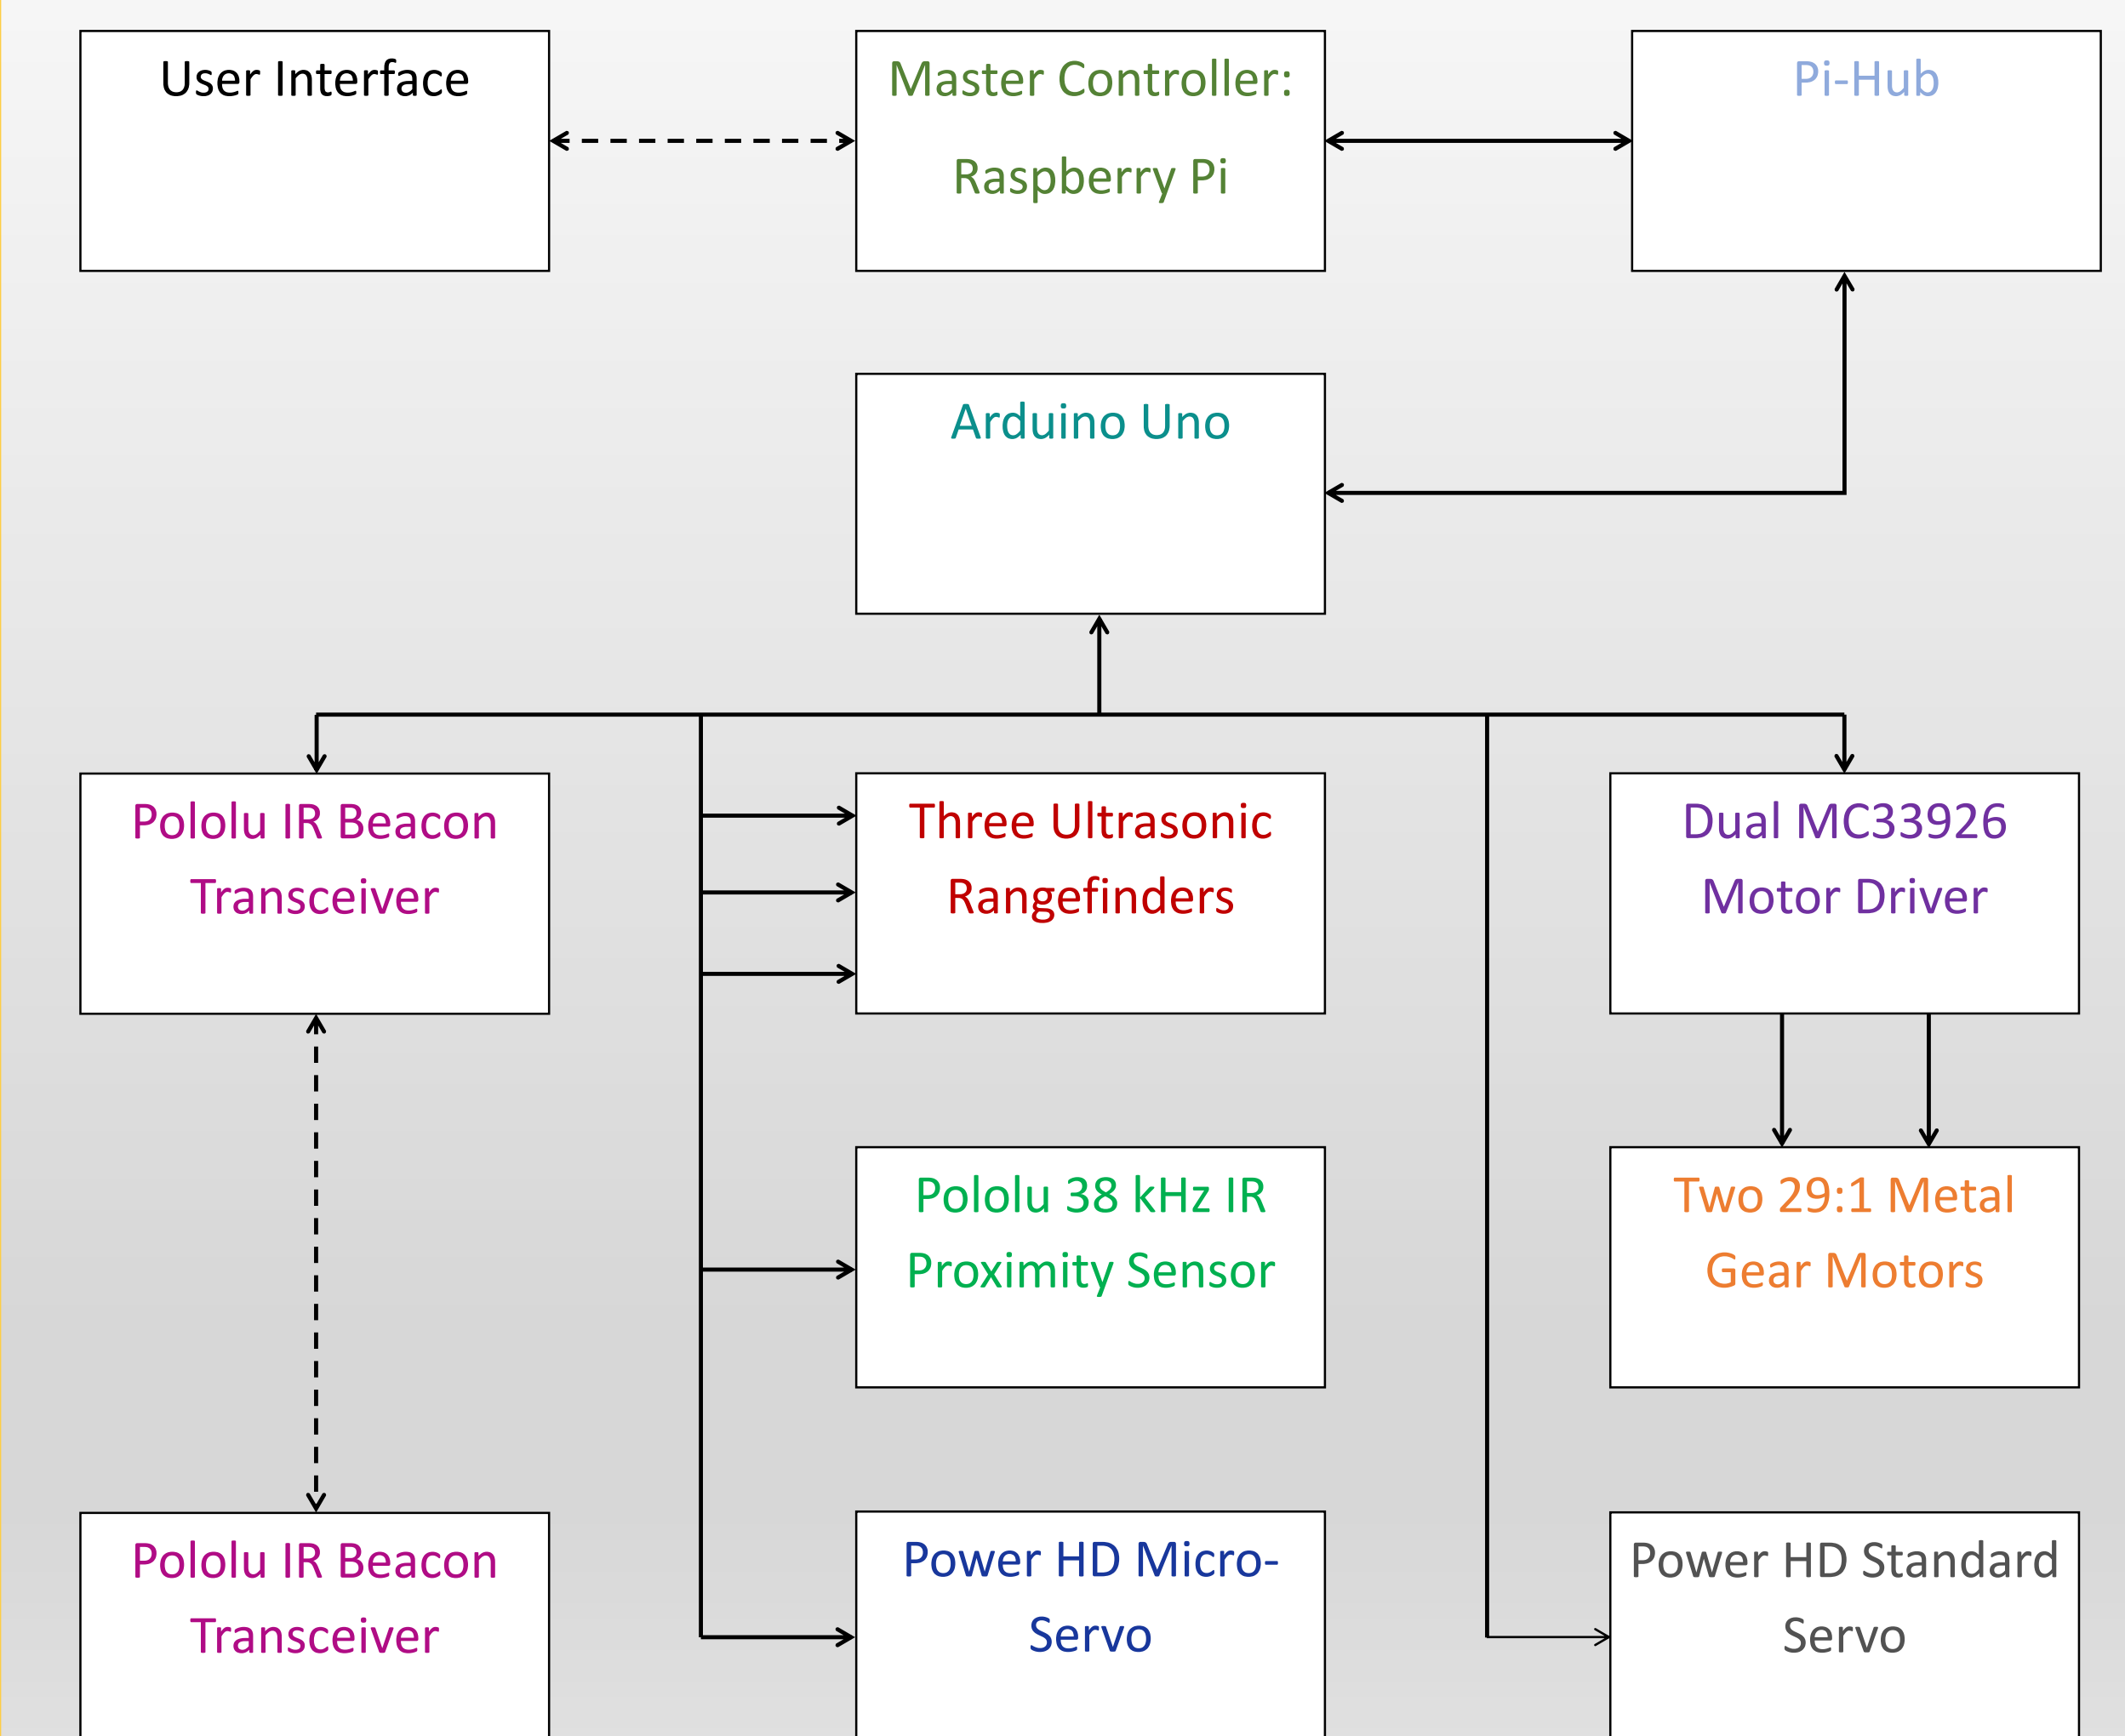 User Interface
Master Controller:
Raspberry Pi
Pi-Hub
Arduino Uno
Pololu IR Beacon
Transceiver
Three Ultrasonic
Rangefinders
Dual MC33926
Motor Driver
Pololu 38 kHz IR
Proximity Sensor
Two 29:1 Metal
Gear Motors
Pololu IR Beacon
Transceiver
Power HD Micro-
Servo
Power HD Standard
Servo